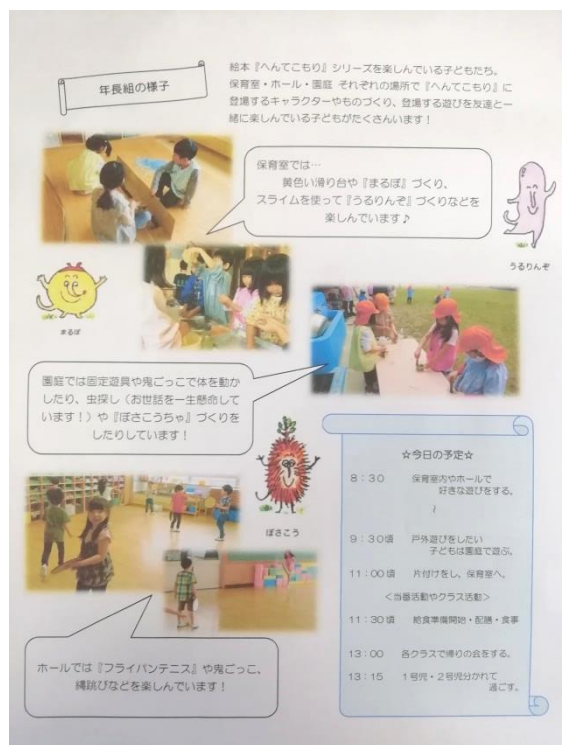 年長組の様子
絵本『へんてこもり』シリーズを楽しんでいる子どもたち。
保育室・ホール・園庭 それぞれの場所で『へんてこもり』に
登場するキャラクターやものづくり、登場する遊びを友達と一
緒に楽しんでいる子どもがたくさんいます！
保育室では…
黄色い滑り台や『まるぼ』づくり、
スライムを使って『うるりんぞ』づくりなどを
楽しんでいます♪
うるりんぞ
まるぼ
園庭では固定遊具や鬼ごっこで体を動か
したり、虫探し（お世話を一生懸命して
います！）や『ぼさこうちゃ』づくりを
したりしています！
ぼさこう
☆今日の予定☆
8：30 保育室内やホールで
好きな遊びをする。
～
9：30頃 戸外遊びをしたい
子どもは園庭で遊ぶ。
11：00頃 片付けをし、保育室へ。
＜当番活動やクラス活動＞
11：30頃 給食準備開始・配膳・食事
13：00 各クラスで帰りの会をする。
13：15 1号児・2号児分かれて
過ごす。
ホールでは『フライパンテニス』や鬼ごっこ、
縄跳びなどを楽しんでいます！